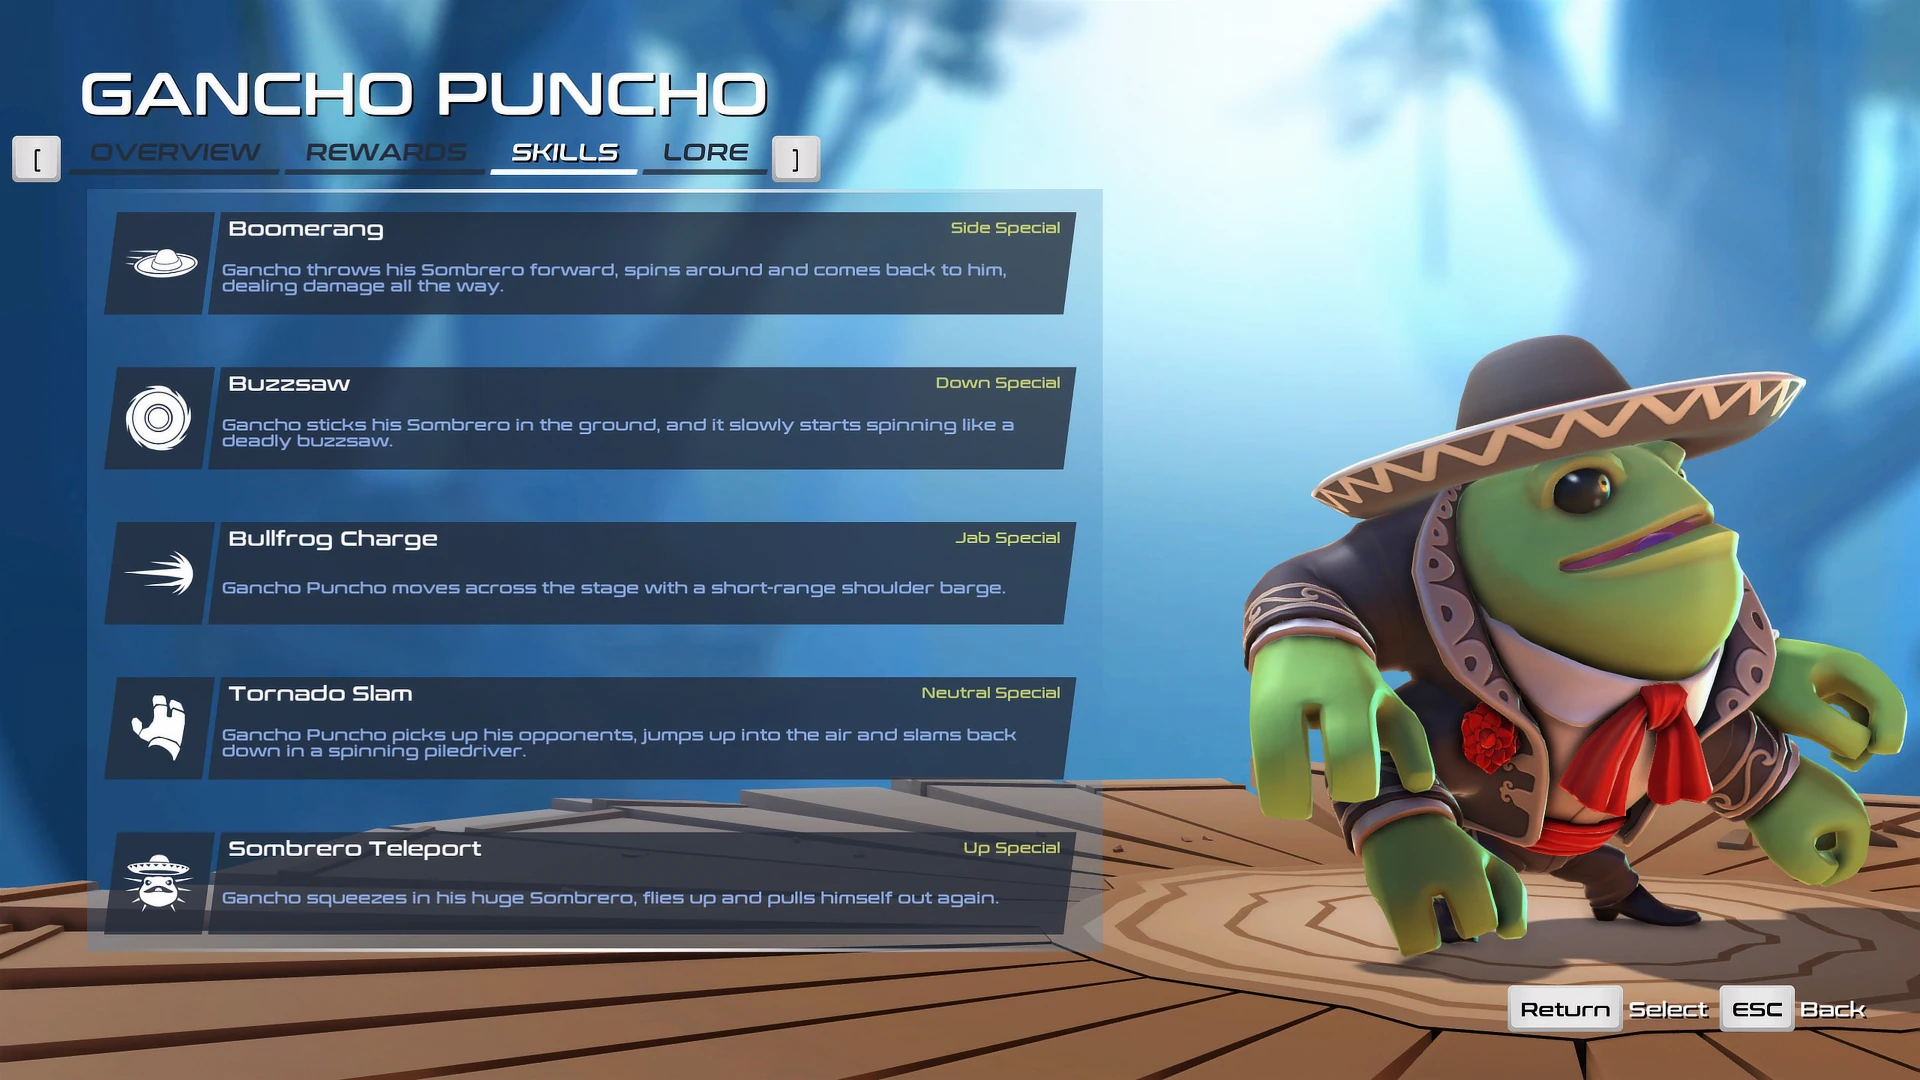 GANCHO PUNCHO
[ OVERVIEW REWARDS SKILLS LORE ]
Boomerang Side Special
Gancho throws his Sombrero forward, spins around and comes back to him,
dealing damage all the way.
Buzzsaw Down Special
Gancho sticks his Sombrero in the ground, and it slowly starts spinning like a
deadly buzzsaw.
Bullfrog Charge Jab Special
Gancho Puncho moves across the stage with a short-range shoulder barge.
Tornado Slam Neutral Special
Gancho Puncho picks up his opponents, jumps up into the air and slams back
down in a spinning piledriver.
Sombrero Teleport Up Special
Gancho squeezes in his huge Sombrero, flies up and pulls himself out again.
Return Select ESC Back